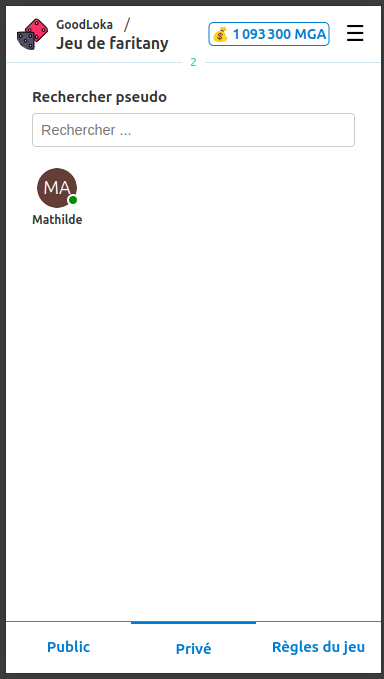 GoodLoka /
Jeu de faritany
💰 1 093 300 MGA
☰
2
Rechercher pseudo
Rechercher ...
MA
Mathilde
Public
Privé
Règles du jeu